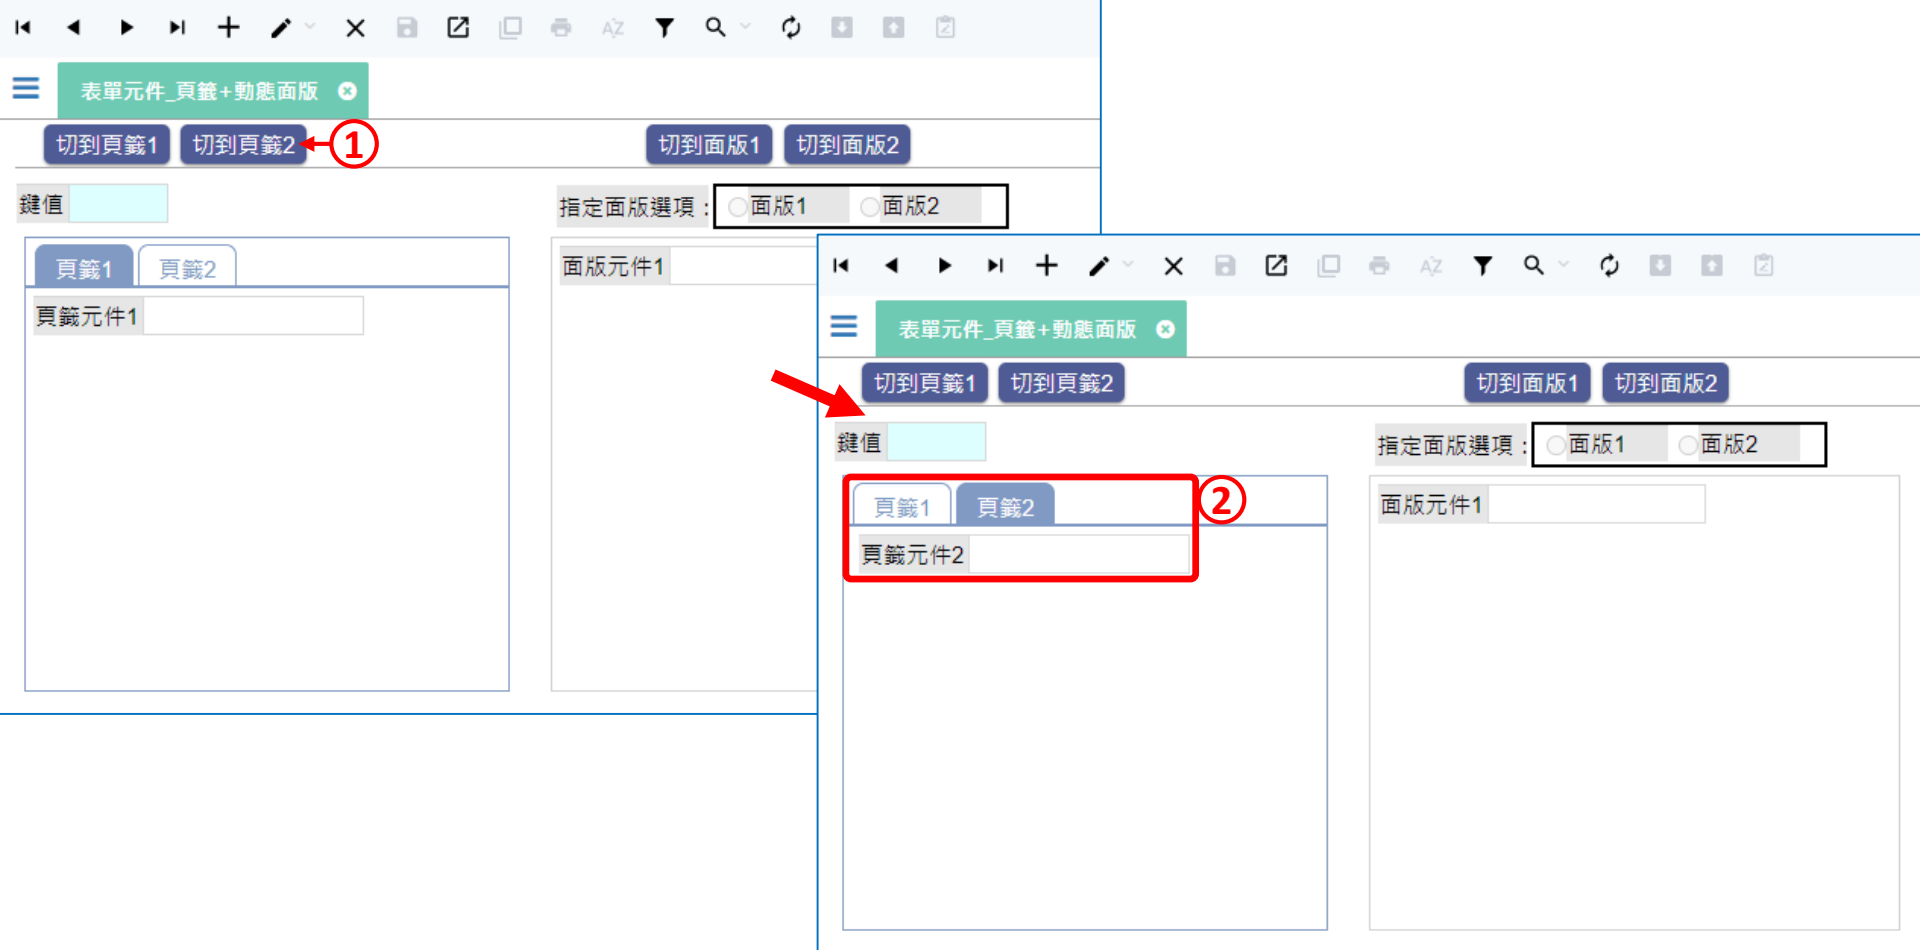 表單元件_頁籤+動態面版
切到頁籤1 切到頁籤2 ① 切到面版1 切到面版2
鍵值 指定面版選項： 面版1 面版2
頁籤1 頁籤2
頁籤元件1
面版元件1
表單元件_頁籤+動態面版
切到頁籤1 切到頁籤2 切到面版1 切到面版2
鍵值 指定面版選項： 面版1 面版2
頁籤1 頁籤2 ②
頁籤元件2
面版元件1